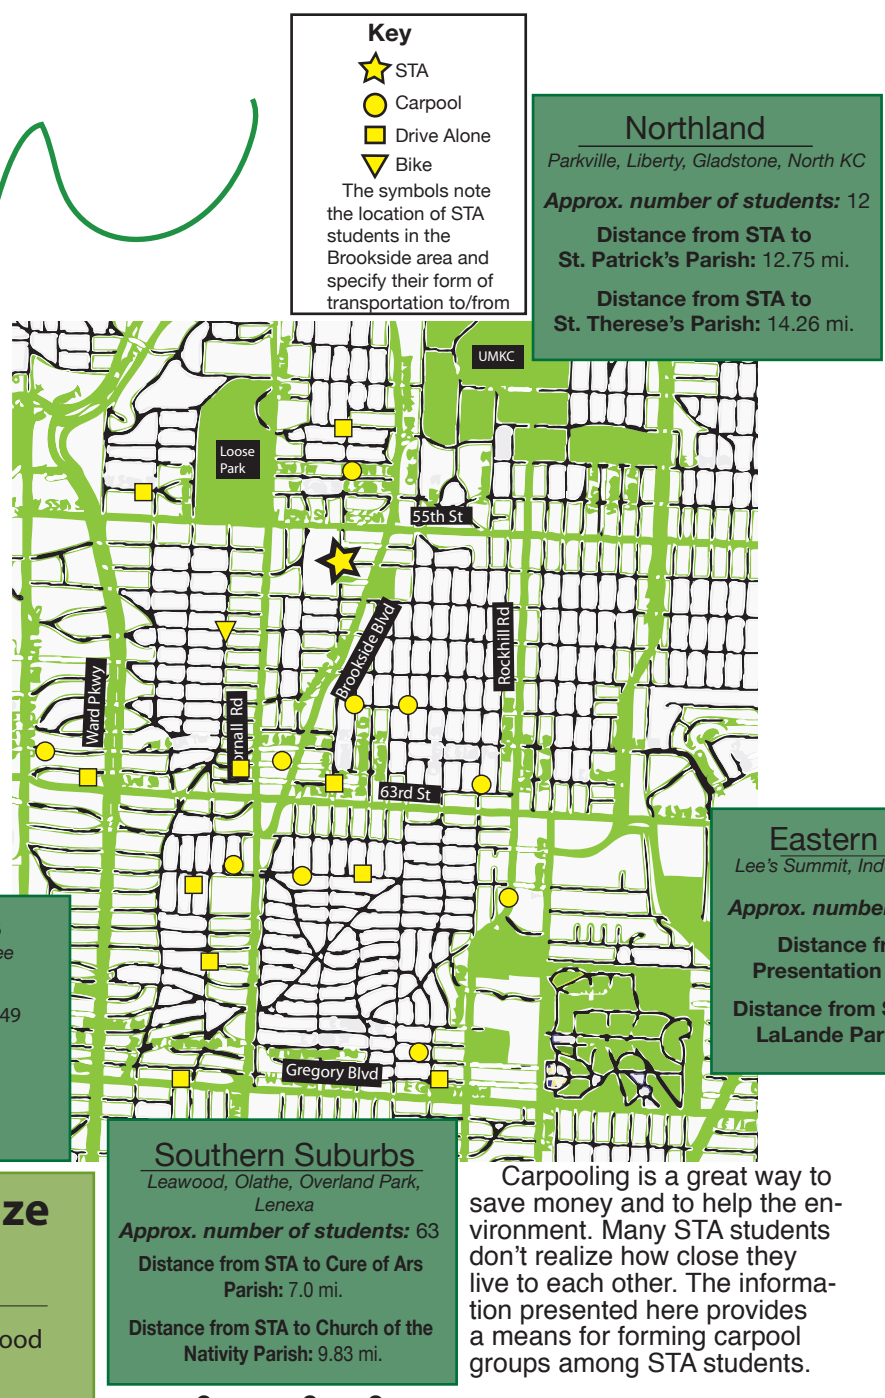 Key
STA
Carpool
Drive Alone
Bike
The symbols note
the location of STA
students in the
Brookside area and
specify their form of
transportation to/from
Northland
Parkville, Liberty, Gladstone, North KC
Approx. number of students: 12
Distance from STA to
St. Patrick's Parish: 12.75 mi.
Distance from STA to
St. Therese's Parish: 14.26 mi.
UMKC
Loose
Park
55th St
Brookside Blvd
Rockhill Rd
Ward Pkwy
ornall Rd
63rd St
Gregory Blvd
Eastern
Lee's Summit, Ind
Approx. number
Distance fr
Presentation
Distance from S
LaLande Par
ee
49
Southern Suburbs
Leawood, Olathe, Overland Park,
Lenexa
Approx. number of students: 63
Distance from STA to Cure of Ars
Parish: 7.0 mi.
Distance from STA to Church of the
Nativity Parish: 9.83 mi.
ze
ood
Carpooling is a great way to
save money and to help the en-
vironment. Many STA students
don't realize how close they
live to each other. The informa-
tion presented here provides
a means for forming carpool
groups among STA students.